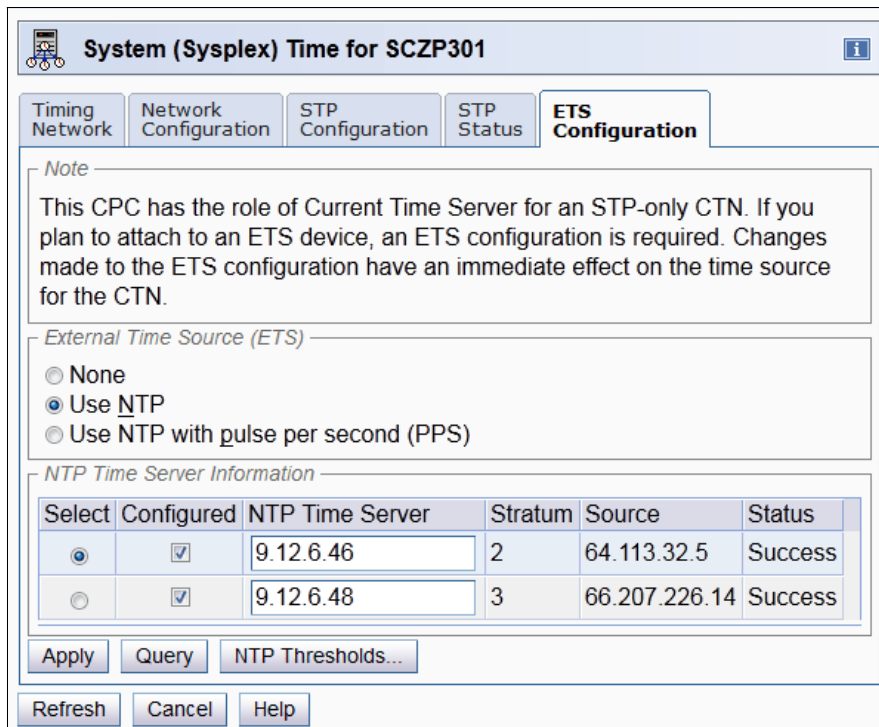 System (Sysplex) Time for SCZP301
i
Timing Network
Network Configuration
STP Configuration
STP Status
ETS Configuration
Note
This CPC has the role of Current Time Server for an STP-only CTN. If you
plan to attach to an ETS device, an ETS configuration is required. Changes
made to the ETS configuration have an immediate effect on the time source
for the CTN.
External Time Source (ETS)
None
Use NTP
Use NTP with pulse per second (PPS)
NTP Time Server Information
Select Configured NTP Time Server Stratum Source Status
9.12.6.46 2 64.113.32.5 Success
9.12.6.48 3 66.207.226.14 Success
Apply Query NTP Thresholds...
Refresh Cancel Help